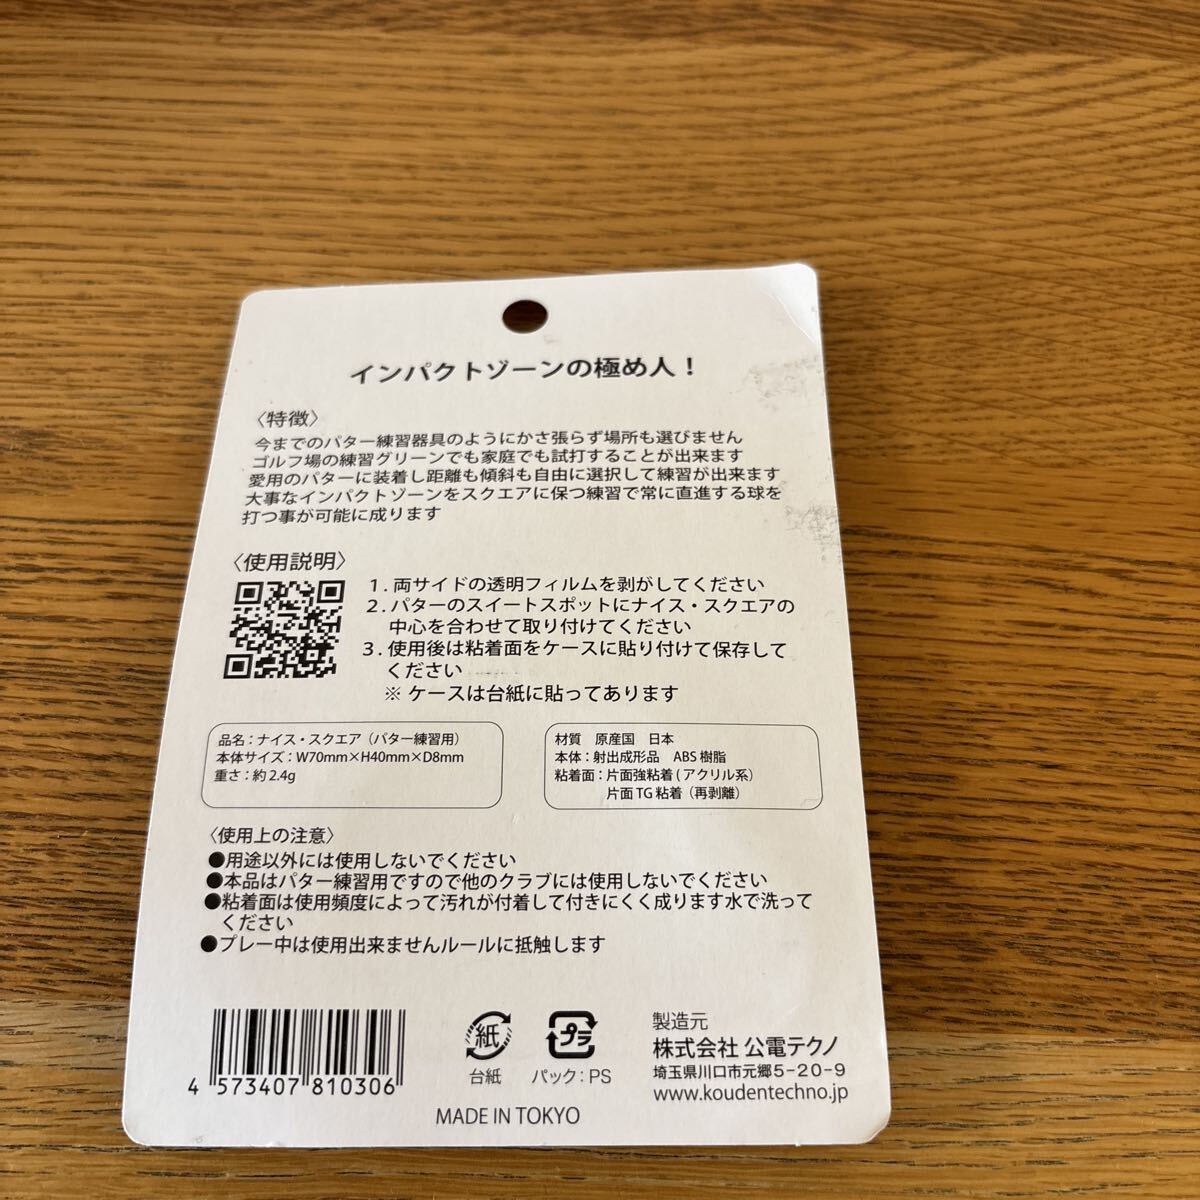 インパクトゾーンの極め人！
〈特徴〉
今までのパター練習器具のようにかさ張らず場所も選びません
ゴルフ場の練習グリーンでも家庭でも試打することが出来ます
愛用のパターに装着し距離も傾斜も自由に選択して練習が出来ます
大事なインパクトゾーンをスクエアに保つ練習で常に直進する球を
打つ事が可能に成ります
〈使用説明〉
1．両サイドの透明フィルムを剥がしてください
2．パターのスイートスポットにナイス・スクエアの
中心を合わせて取り付けてください
3．使用後は粘着面をケースに貼り付けて保存して
ください
※ ケースは台紙に貼ってあります
品名：ナイス・スクエア（パター練習用）
本体サイズ：W70mm×H40mm×D8mm
重さ：約2.4g
材質 原産国 日本
本体：射出成形品 ABS樹脂
粘着面：片面強粘着(アクリル系)
片面TG粘着（再剥離）
〈使用上の注意〉
●用途以外には使用しないでください
●本品はパター練習用ですので他のクラブには使用しないでください
●粘着面は使用頻度によって汚れが付着して付きにくく成ります水で洗って
ください
●プレー中は使用出来ませんルールに抵触します
4 573407 810306
紙
台紙
プラ
パック：PS
製造元
株式会社 公電テクノ
埼玉県川口市元郷5-20-9
www.koudentechno.jp
MADE IN TOKYO